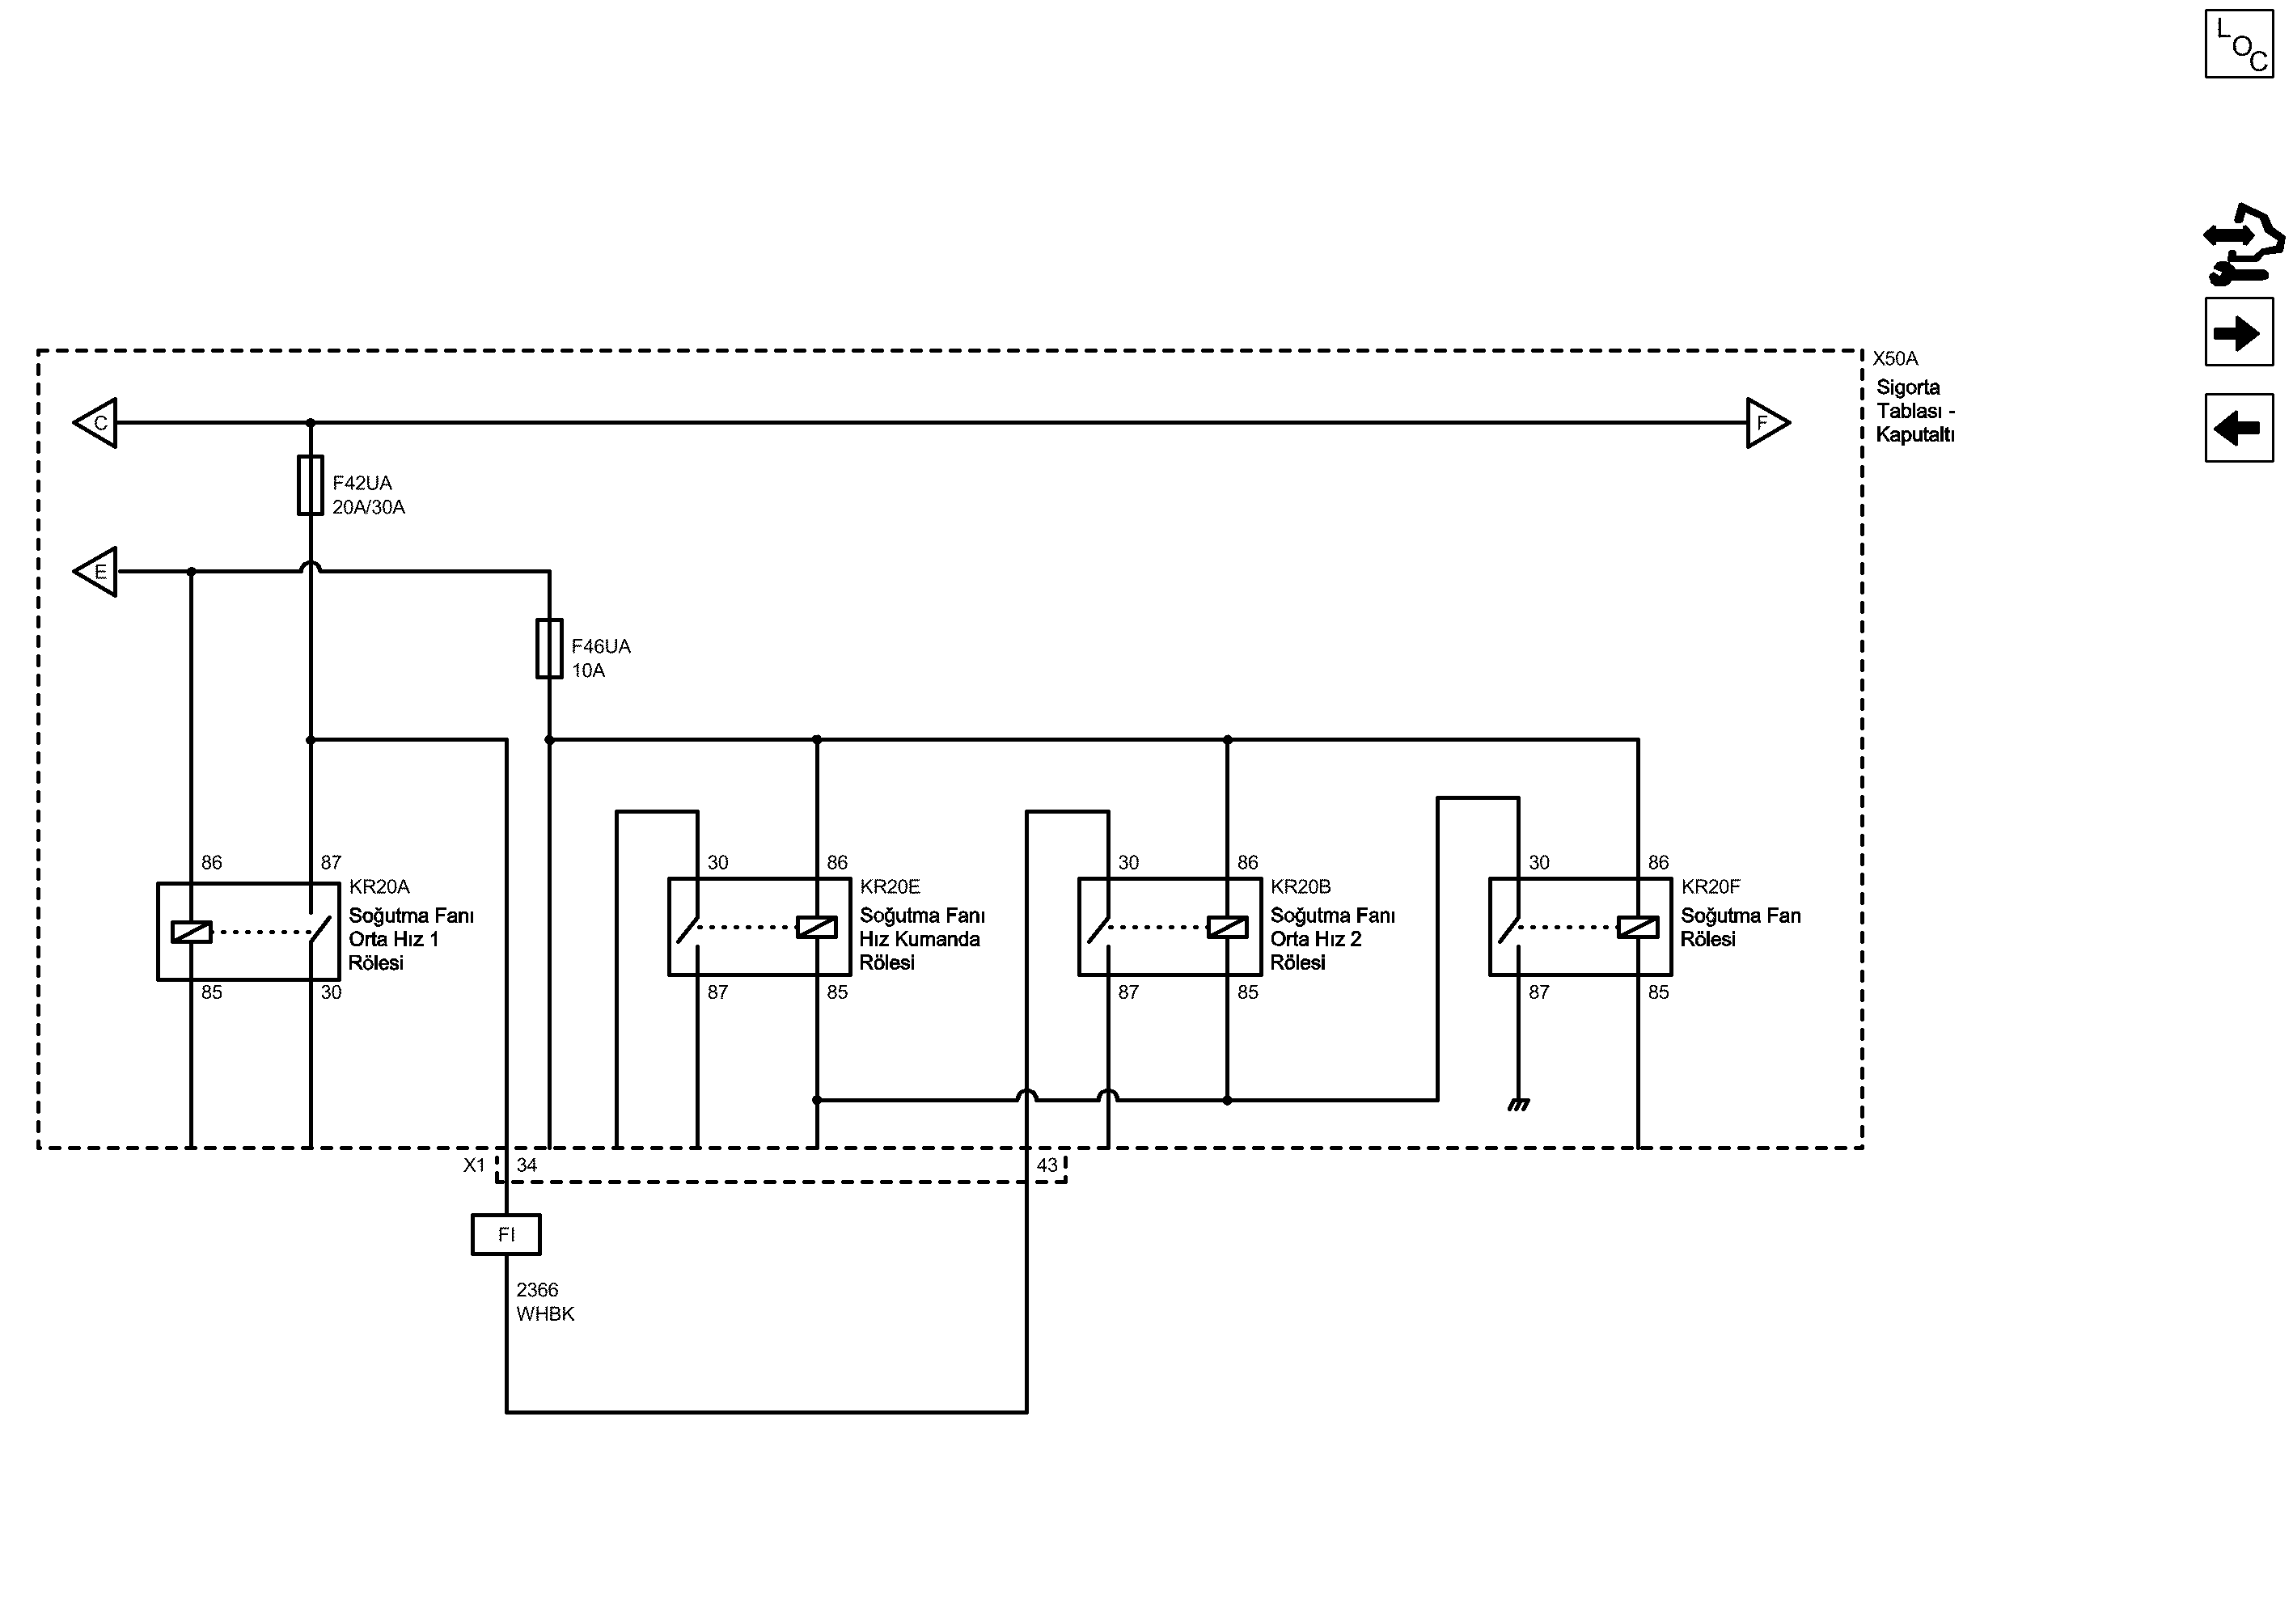 L
O
C
X50A
Sigorta
Tablası -
Kaputaltı
C
F
F42UA
20A/30A
E
F46UA
10A
86
87
KR20A
Soğutma Fanı
Orta Hız 1
Rölesi
85
30
30
86
KR20E
Soğutma Fanı
Hız Kumanda
Rölesi
87
85
30
86
KR20B
Soğutma Fanı
Orta Hız 2
Rölesi
87
85
30
86
KR20F
Soğutma Fan
Rölesi
87
85
X1
34
43
FI
2366
WHBK